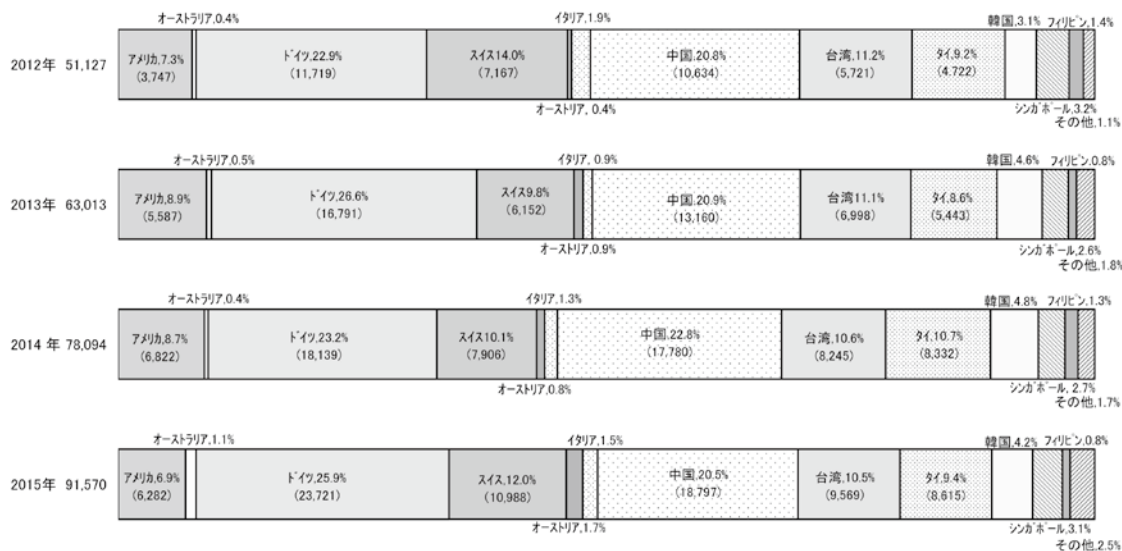 オーストラリア,0.4% イタリア,1.9% 韓国,3.1% フィリピン,1.4%
2012年 51,127 アメリカ,7.3% ドイツ,22.9% スイス14.0% 中国,20.8% 台湾,11.2% タイ,9.2%
(3,747) (11,719) (7,167) (10,634) (5,721) (4.722)
オーストリア, 0.4% シンガポール,3.2%
その他,1.1%
オーストラリア,0.5% イタリア, 0.9% 韓国,4.6% フィリピン,0.8%
2013年 63,013 アメリカ,8.9% ドイツ,26.6% スイス9.8% 中国,20.9% 台湾11.1% タイ,8.6%
(5,587) (16,791) (6,152) (13,160) (6,998) (5,443)
オーストリア,0.9% シンガポール,2.6%
その他,1.8%
オーストラリア,0.4% イタリア,1.3% 韓国,4.8% フィリピン,1.3%
2014 年 78,094 アメリカ,8.7% ドイツ,23.2% スイス,10.1% 中国,22.8% 台湾,10.6% タイ,10.7%
(6,822) (18,139) (7,906) (17,780) (8,245) (8,332)
オーストリア,0.8% シンガポール, 2.7%
その他,1.7%
オーストラリア,1.1% イタリア,1.5% 韓国,4.2% フィリピン,0.8%
2015年 91,570 アメリカ,6.9% ドイツ,25.9% スイス,12.0% 中国,20.5% 台湾,10.5% タイ,9.4%
(6,282) (23,721) (10,988) (18,797) (9,569) (8,615)
オーストリア,1.7% シンガポール,3.1%
その他,2.5%